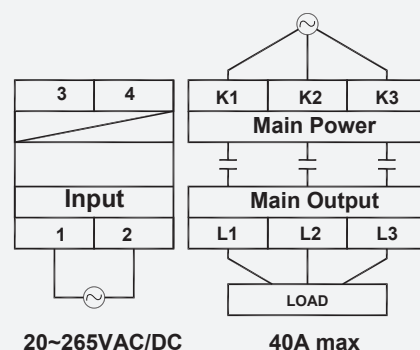 3 4 K1 K2 K3
Main Power
Input Main Output
1 2 L1 L2 L3
LOAD
20~265VAC/DC 40A max